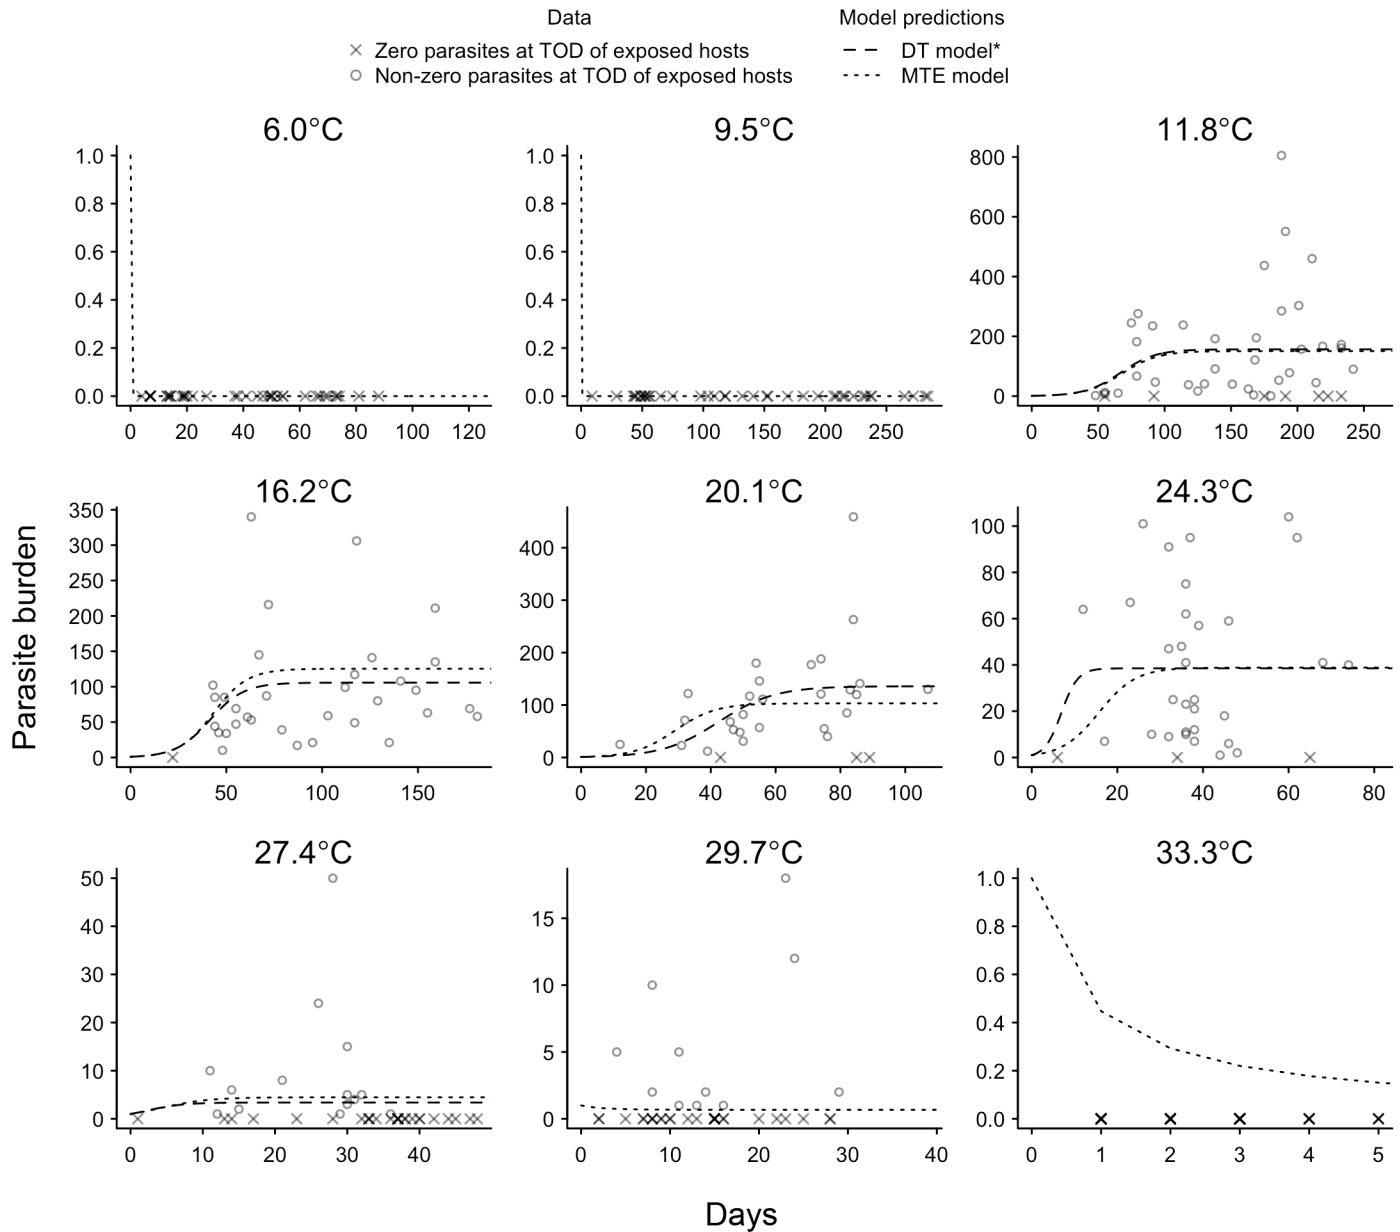 Data
Model predictions
Zero parasites at TOD of exposed hosts
DT model*
Non-zero parasites at TOD of exposed hosts
MTE model
6.0°C
9.5°C
11.8°C
1.0
0.8
0.6
0.4
0.2
0.0
0 20 40 60 80 100 120
1.0
0.8
0.6
0.4
0.2
0.0
0 50 100 150 200 250
800
600
400
200
0
0 50 100 150 200 250
16.2°C
20.1°C
24.3°C
350
300
250
200
150
100
50
0
0 50 100 150
400
300
200
100
0
0 20 40 60 80 100
100
80
60
40
20
0
0 20 40 60 80
27.4°C
29.7°C
33.3°C
50
40
30
20
10
0
0 10 20 30 40
15
10
5
0
0 10 20 30 40
1.0
0.8
0.6
0.4
0.2
0.0
0 1 2 3 4 5
Parasite burden
Days